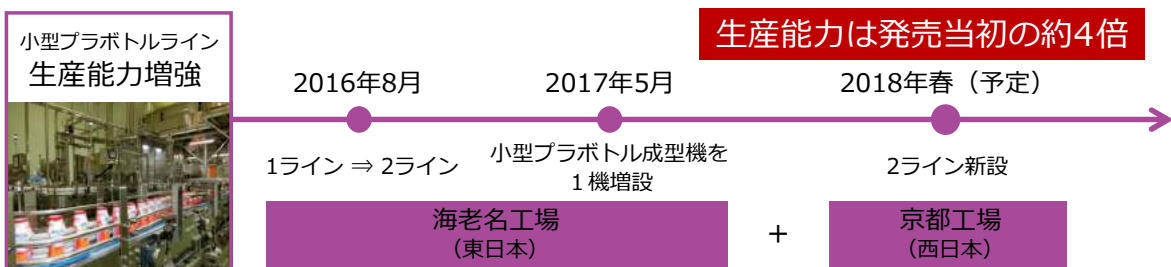 小型プラボトルライン
生産能力増強
生産能力は発売当初の約4倍
2016年8月
2017年5月
2018年春（予定）
1ライン ⇒ 2ライン
小型プラボトル成型機を
１機増設
2ライン新設
海老名工場
（東日本）
+
京都工場
（西日本）